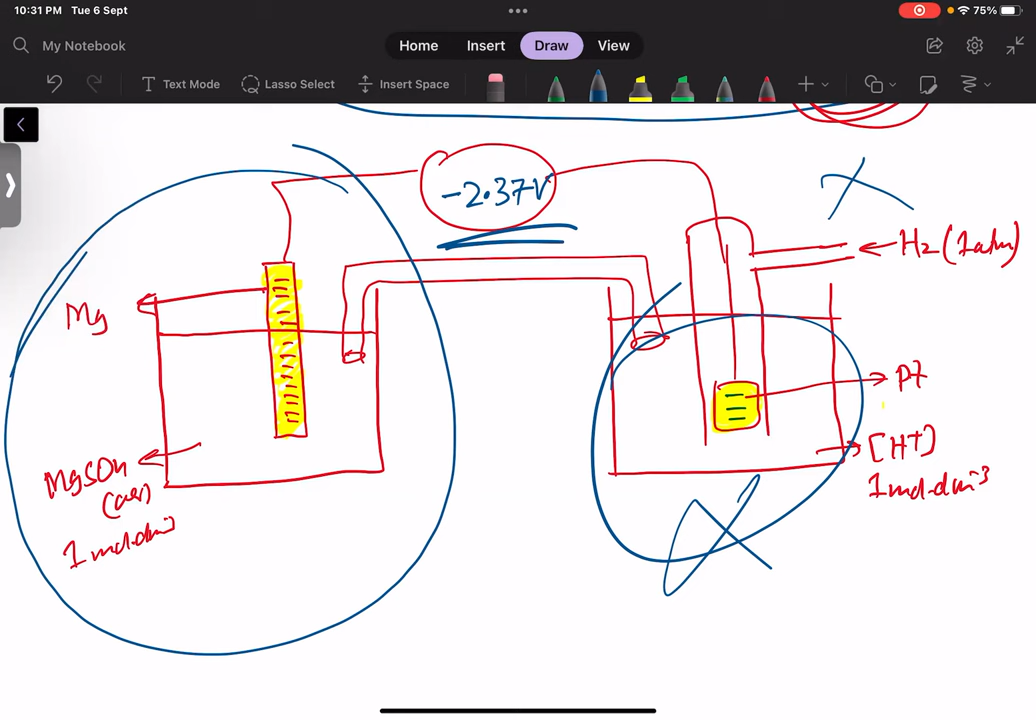 10:31 PM Tue 6 Sept
75%
My Notebook
Home Insert Draw View
Text Mode
Lasso Select
Insert Space
-2.37V
H2 (1atm)
Mg
Pt
MgSO4
(aq)
1 mol.dm-3
[H+]
1 mol.dm-3